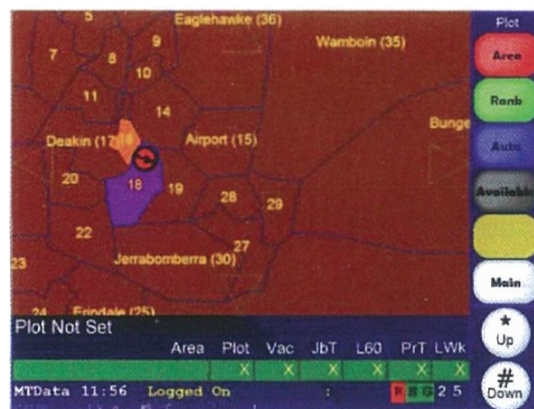 Plot
5
Eaglehawke (36)
7
8
9
Wamboin (35)
Area
10
11
14
Rank
Bunge
Deakin (17)
16
Airport (15)
Auto
20
18
19
28
29
Available
22
27
23
Jerrabomberra (30)
24
Erindale (25)
Main
Plot Not Set
* Up
Area Plot Vac JbT L60 PrT LWk
X X X X X X
MTData 11:56 Logged On : R B G 2 5
# Down